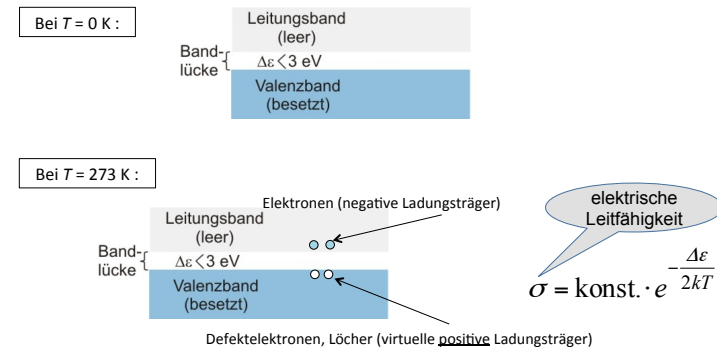 Bei T = 0 K :
Leitungsband
(leer)
Band-
lücke
Δε<3 eV
Valenzband
(besetzt)
Bei T = 273 K :
Elektronen (negative Ladungsträger)
elektrische
Leitfähigkeit
Leitungsband
(leer)
Band-
lücke
Δε<3 eV
Valenzband
(besetzt)
σ = konst. · e^{-\frac{Δε}{2kT}}
Defektelektronen, Löcher (virtuelle positive Ladungsträger)